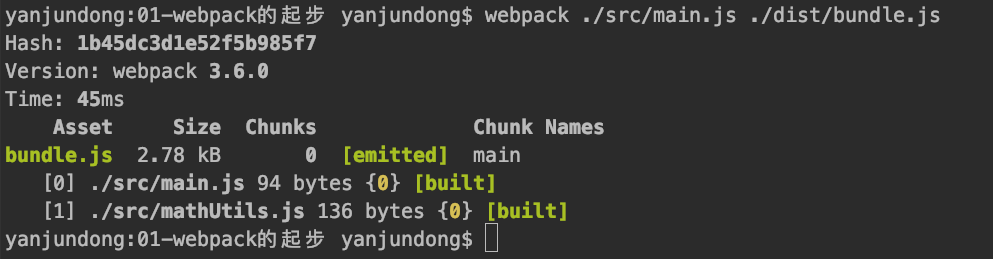 yanjundong:01-webpack的起步 yanjundong$ webpack ./src/main.js ./dist/bundle.js
Hash: 1b45dc3d1e52f5b985f7
Version: webpack 3.6.0
Time: 45ms
    Asset     Size  Chunks             Chunk Names
bundle.js  2.78 kB       0  [emitted]  main
   [0] ./src/main.js 94 bytes {0} [built]
   [1] ./src/mathUtils.js 136 bytes {0} [built]
yanjundong:01-webpack的起步 yanjundong$